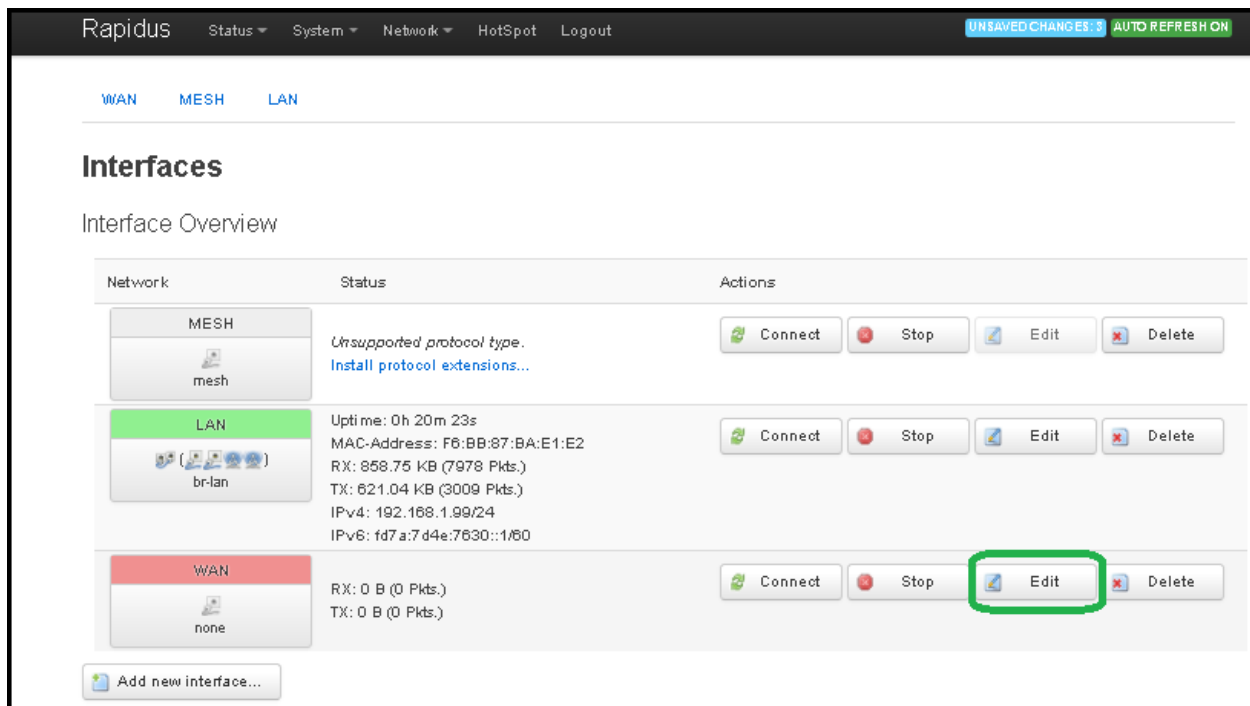 Rapidus Status System Network HotSpot Logout UNSAVED CHANGES: 3 AUTO REFRESH ON
WAN MESH LAN
Interfaces
Interface Overview
Network Status Actions
MESH
mesh
Unsupported protocol type.
Install protocol extensions...
Connect Stop Edit Delete
LAN
br-lan
Uptime: 0h 20m 23s
MAC-Address: F6:BB:87:BA:E1:E2
RX: 858.75 KB (7978 Pkts.)
TX: 621.04 KB (3009 Pkts.)
IPv4: 192.168.1.99/24
IPv6: fd7a:7d4e:7630::1/60
Connect Stop Edit Delete
WAN
none
RX: 0 B (0 Pkts.)
TX: 0 B (0 Pkts.)
Connect Stop Edit Delete
Add new interface...